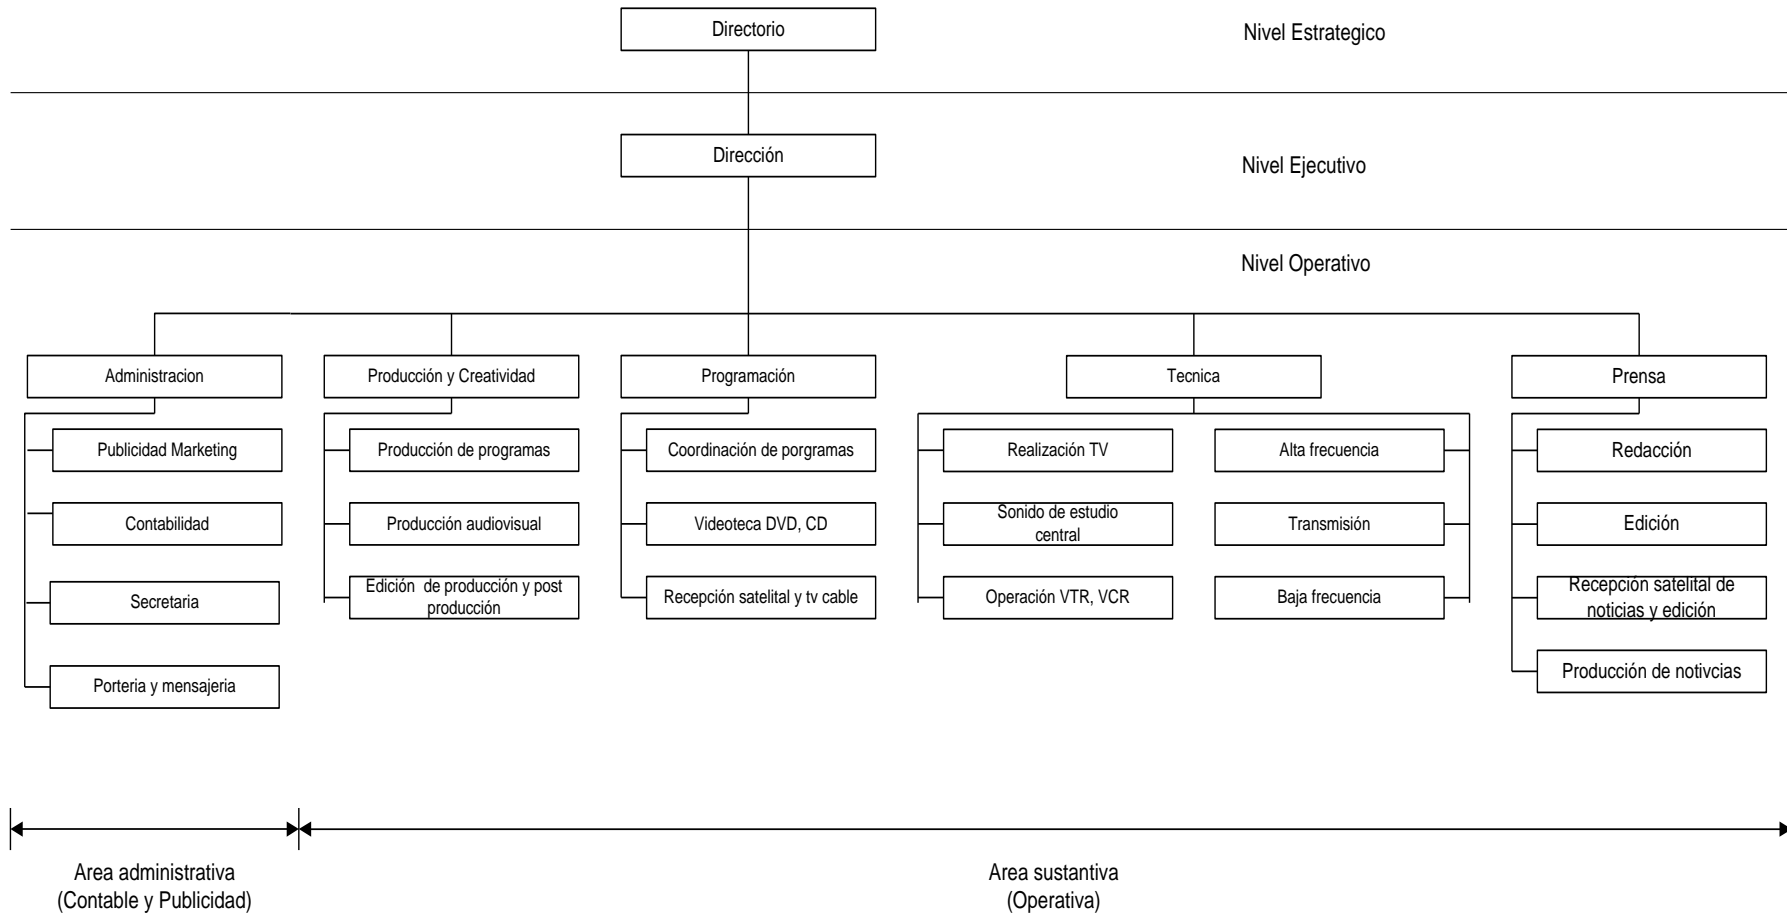 Directorio
Nivel Estrategico
Dirección
Nivel Ejecutivo
Nivel Operativo
Administracion
Producción y Creatividad
Programación
Tecnica
Prensa
Publicidad Marketing
Producción de programas
Coordinación de porgramas
Realización TV
Alta frecuencia
Redacción
Contabilidad
Producción audiovisual
Videoteca DVD, CD
Sonido de estudio
central
Transmisión
Edición
Secretaria
Edición de producción y post
producción
Recepción satelital y tv cable
Operación VTR, VCR
Baja frecuencia
Recepción satelital de
noticias y edición
Porteria y mensajeria
Producción de notivcias
Area administrativa
(Contable y Publicidad)
Area sustantiva
(Operativa)